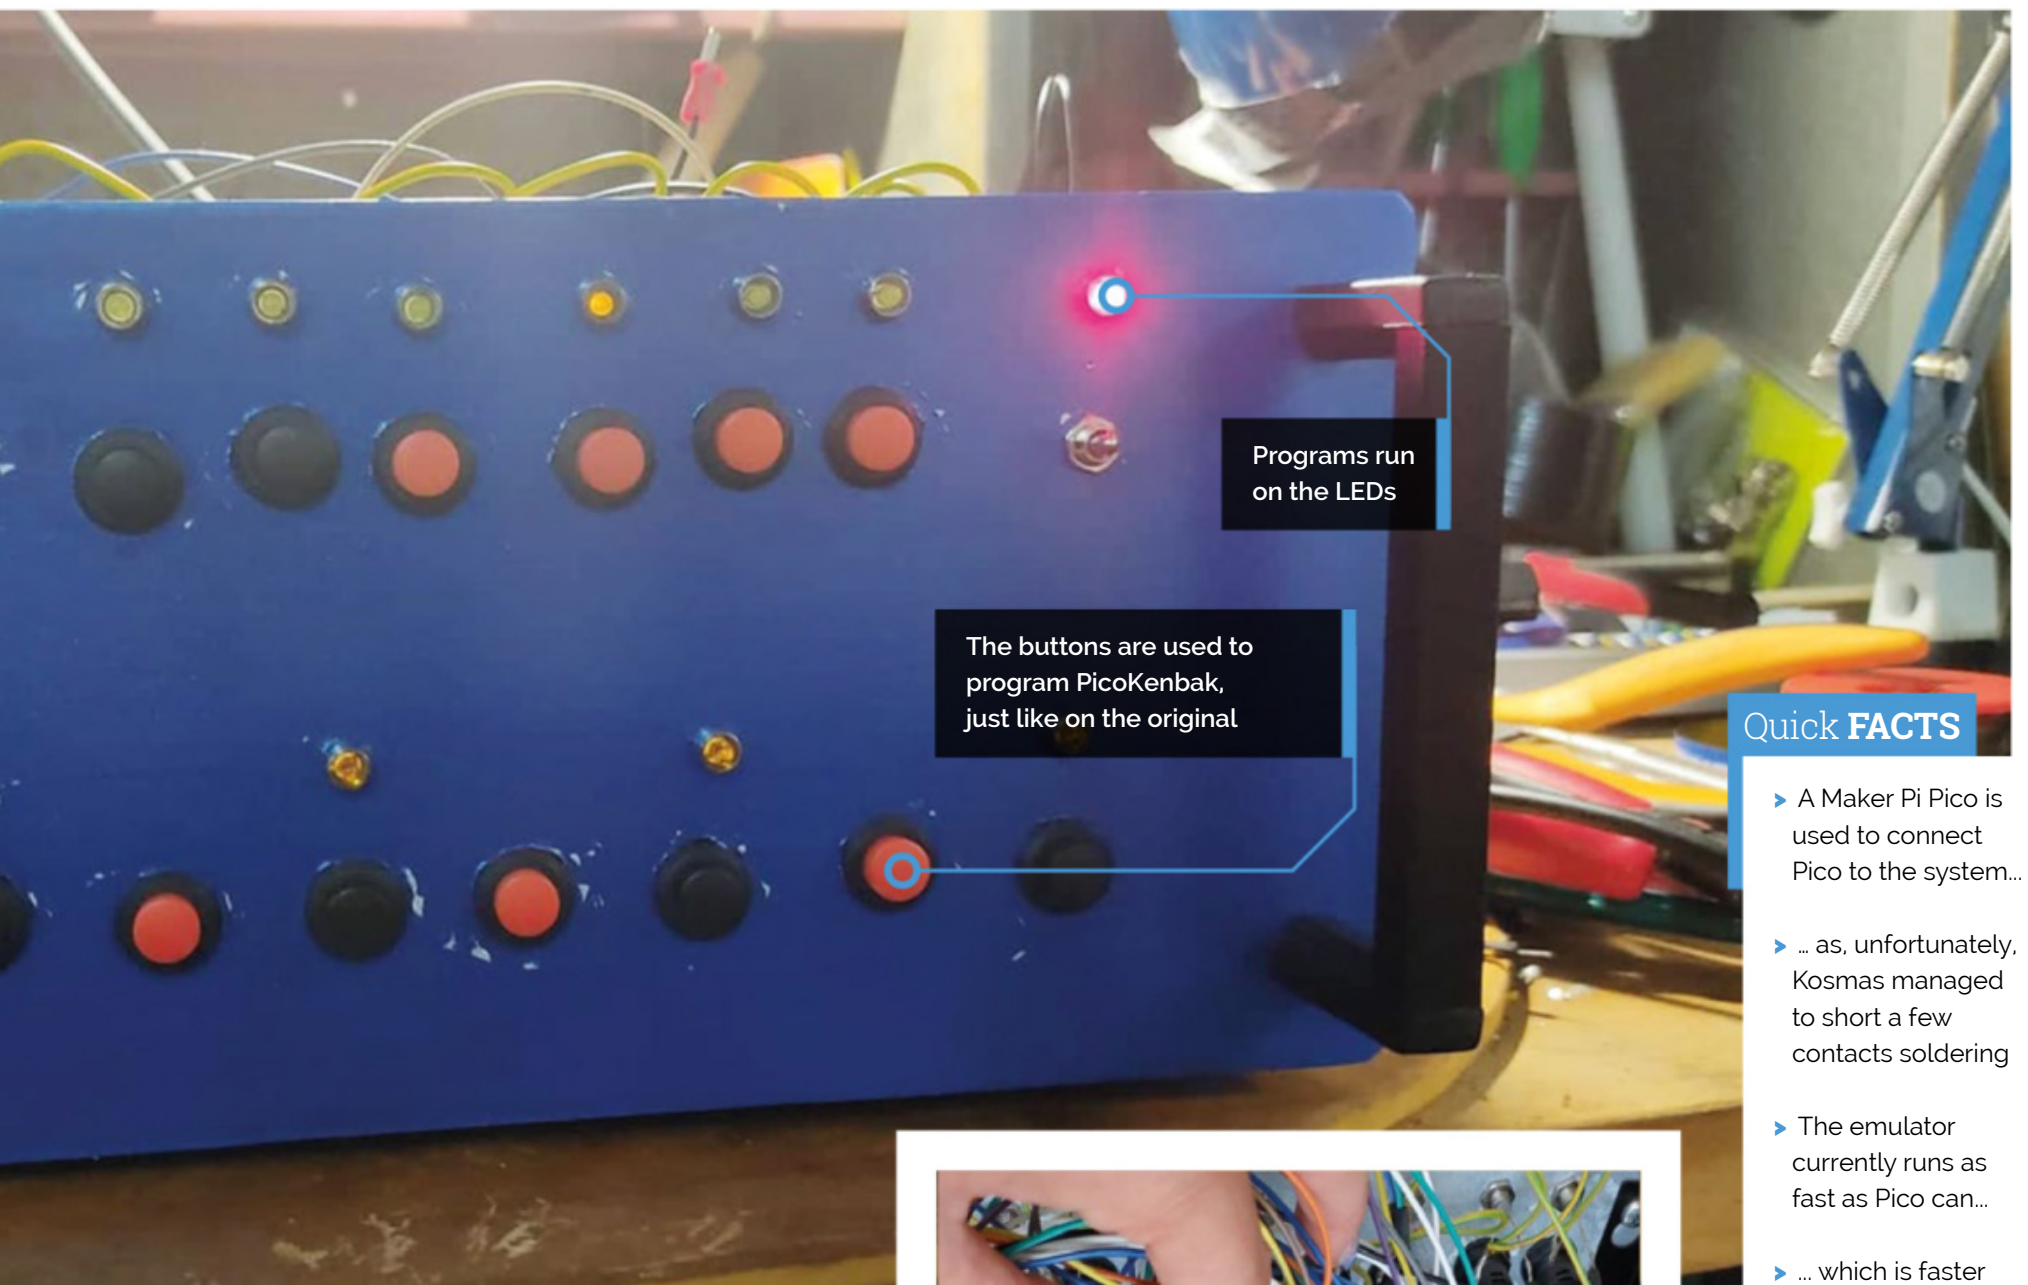 Programs run
on the LEDs
The buttons are used to
program PicoKenbak,
just like on the original
Quick FACTS
> A Maker Pi Pico is
used to connect
Pico to the system...
> ... as, unfortunately,
Kosmas managed
to short a few
contacts soldering
> The emulator
currently runs as
fast as Pico can...
> ... which is faster